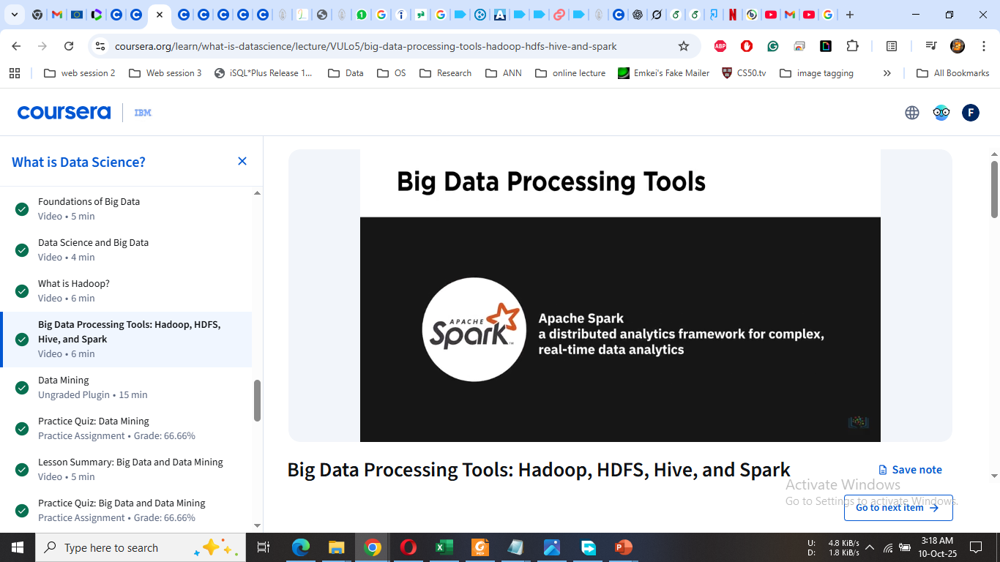 coursera.org/learn/what-is-datascience/lecture/VULo5/big-data-processing-tools-hadoop-hdfs-hive-and-spark
ABP
web session 2
Web session 3
iSQL*Plus Release 1...
Data
OS
Research
ANN
online lecture
Emkei's Fake Mailer
CS50.tv
image tagging
All Bookmarks
coursera
IBM
F
What is Data Science?
Foundations of Big Data
Video • 5 min
Data Science and Big Data
Video • 4 min
What is Hadoop?
Video • 6 min
Big Data Processing Tools: Hadoop, HDFS,
Hive, and Spark
Video • 6 min
Data Mining
Ungraded Plugin • 15 min
Practice Quiz: Data Mining
Practice Assignment • Grade: 66.66%
Lesson Summary: Big Data and Data Mining
Video • 5 min
Practice Quiz: Big Data and Data Mining
Practice Assignment • Grade: 66.66%
Big Data Processing Tools
APACHE
Spark
Apache Spark
a distributed analytics framework for complex,
real-time data analytics
Big Data Processing Tools: Hadoop, HDFS, Hive, and Spark
Save note
Activate Windows
Go to Settings to activate Windows.
Go to next item
Type here to search
U: 4.8 KiB/s
D: 1.8 KiB/s
3:18 AM
10-Oct-25